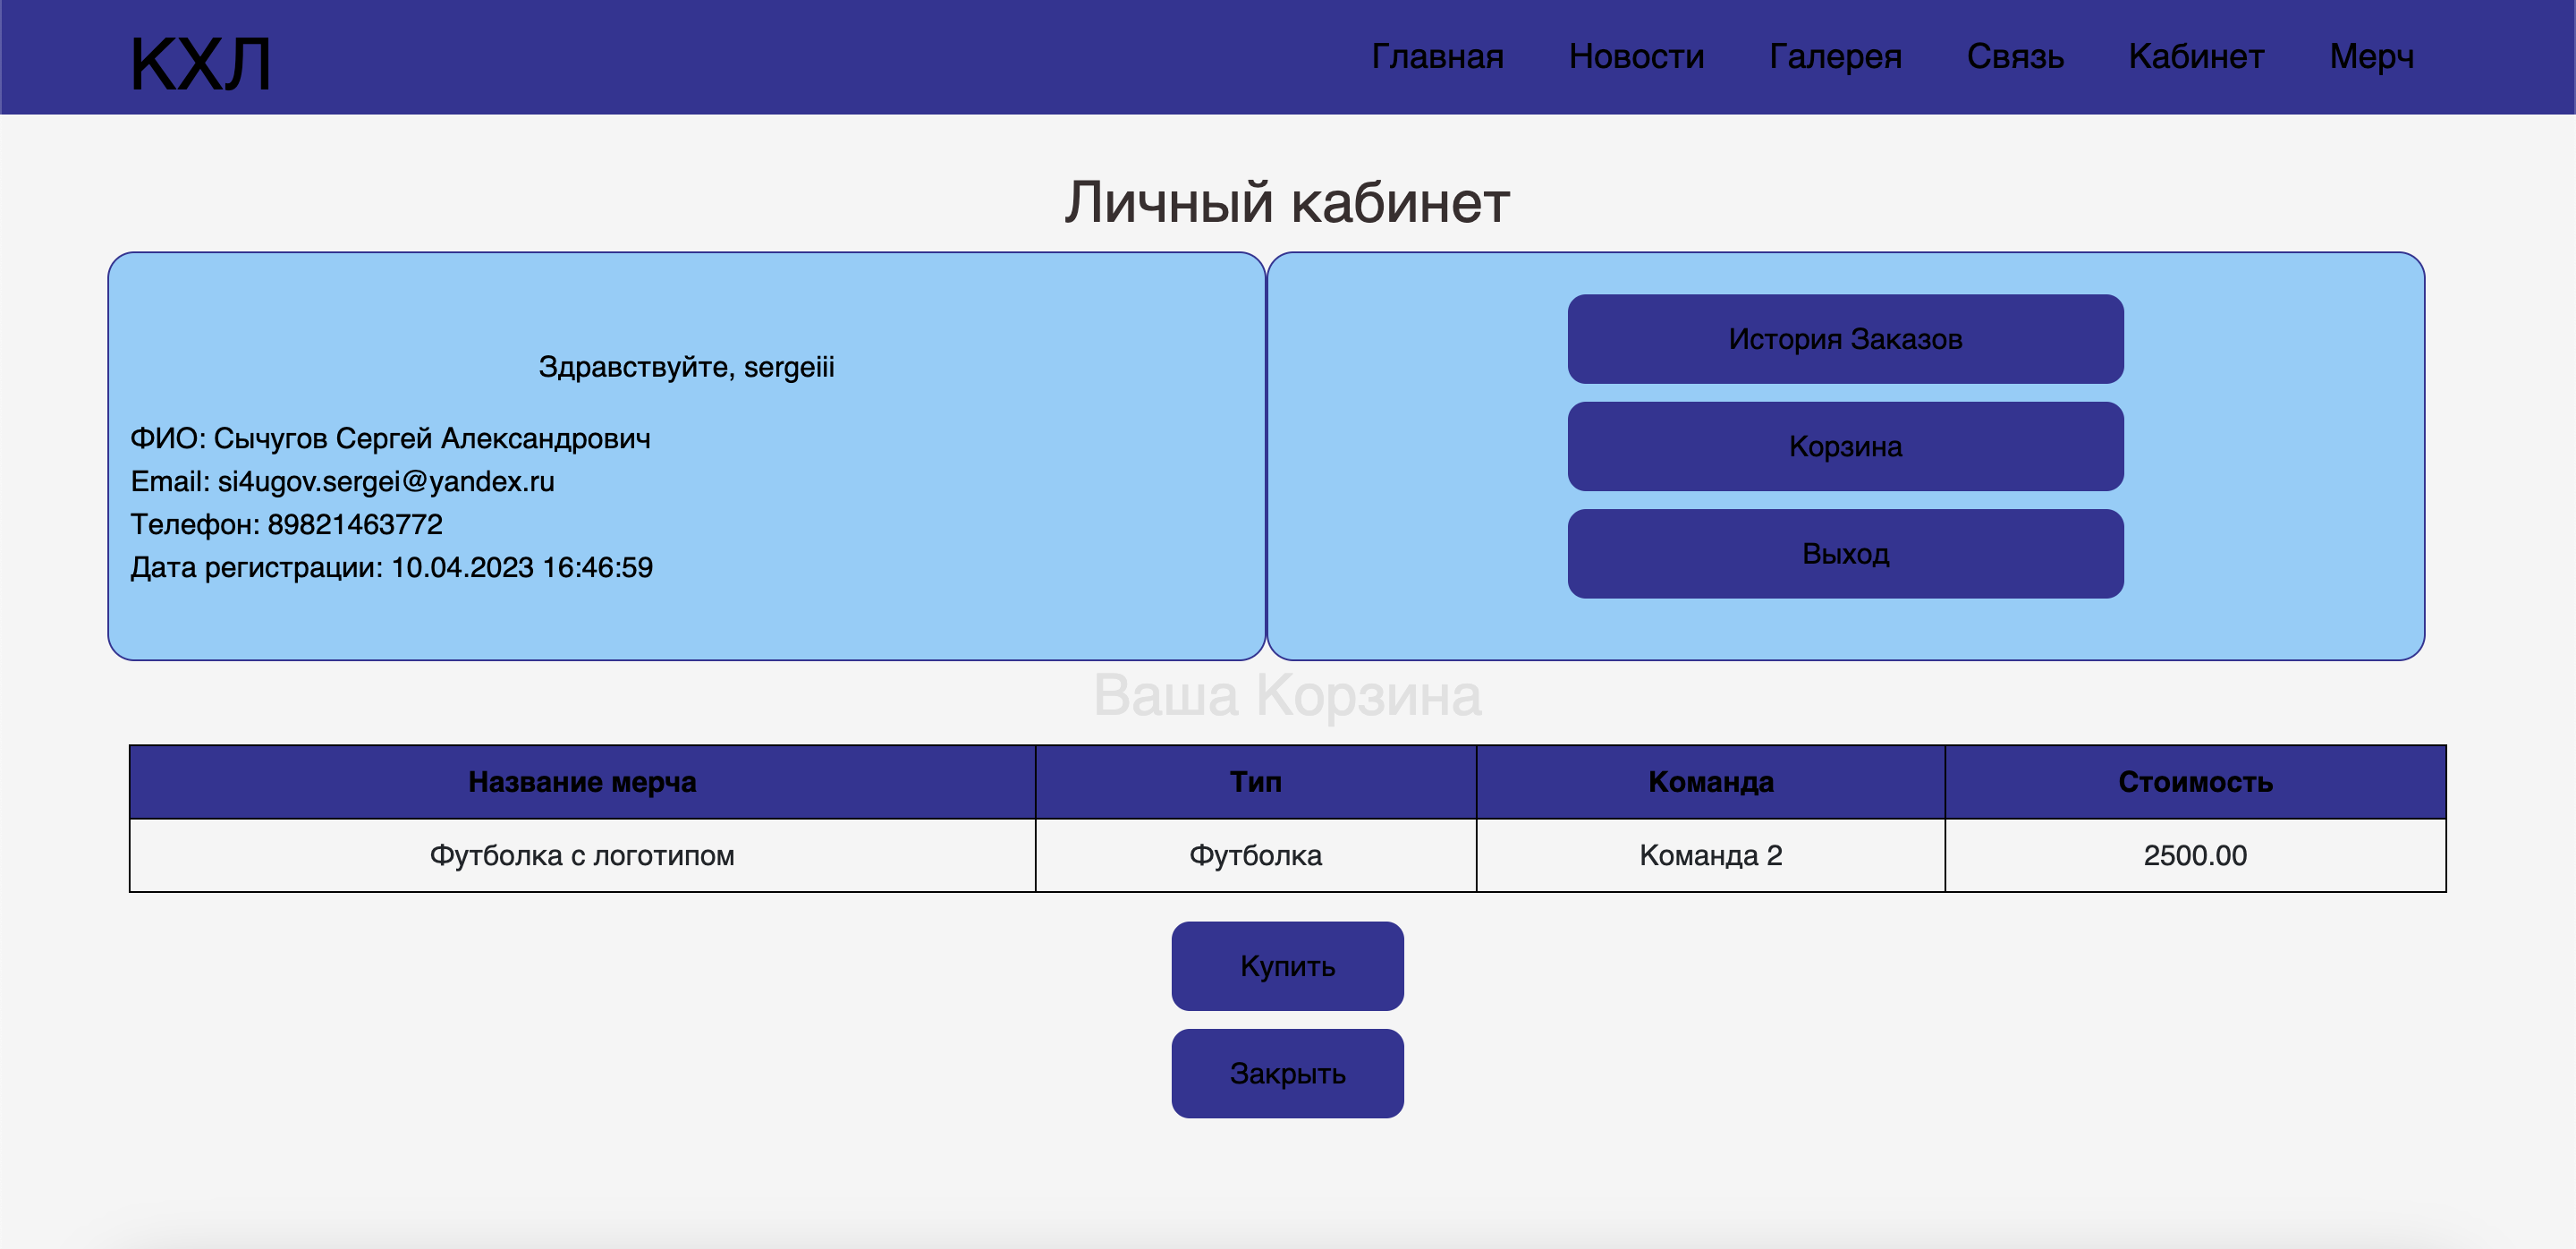 КХЛ
Главная Новости Галерея Связь Кабинет Мерч
Личный кабинет
Здравствуйте, sergeiii
ФИО: Сычугов Сергей Александрович
Email: si4ugov.sergei@yandex.ru
Телефон: 89821463772
Дата регистрации: 10.04.2023 16:46:59
История Заказов
Корзина
Выход
Ваша Корзина
Название мерча Тип Команда Стоимость
Футболка с логотипом Футболка Команда 2 2500.00
Купить
Закрыть